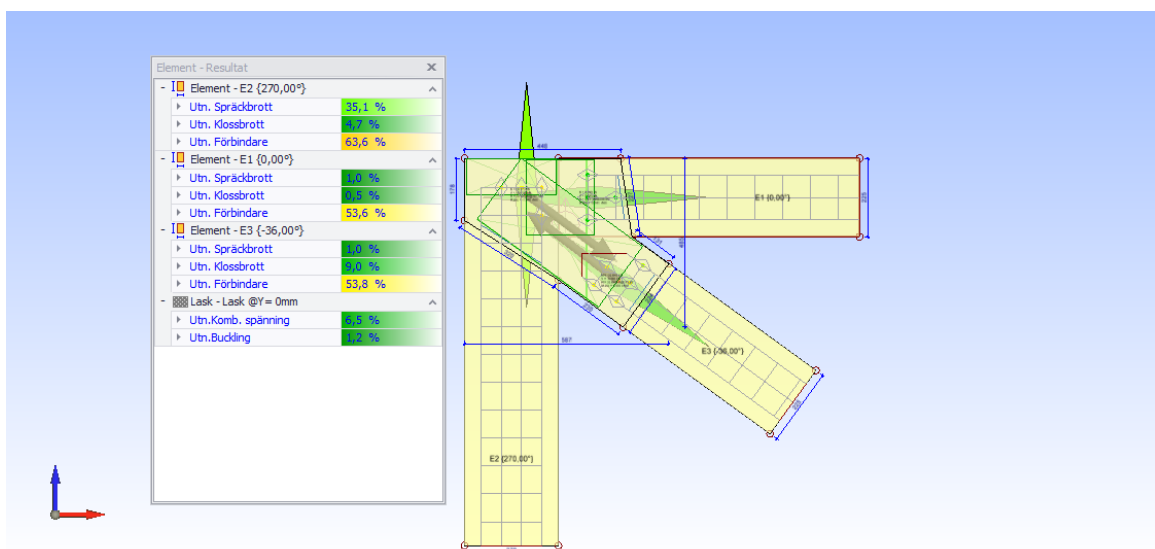 Element - Resultat
Element - E2 {270,00°}
Utn. Spräckbrott 35,1 %
Utn. Klossbrott 4,7 %
Utn. Förbindare 63,6 %
Element - E1 {0,00°}
Utn. Spräckbrott 1,0 %
Utn. Klossbrott 0,5 %
Utn. Förbindare 53,6 %
Element - E3 {-36,00°}
Utn. Spräckbrott 1,0 %
Utn. Klossbrott 9,0 %
Utn. Förbindare 53,8 %
Lask - Lask @Y= 0mm
Utn.Komb. spänning 6,5 %
Utn.Buckling 1,2 %
446
178
E1 {0,00°}
225
567
E3 {-36,00°}
E2 {270,00°}